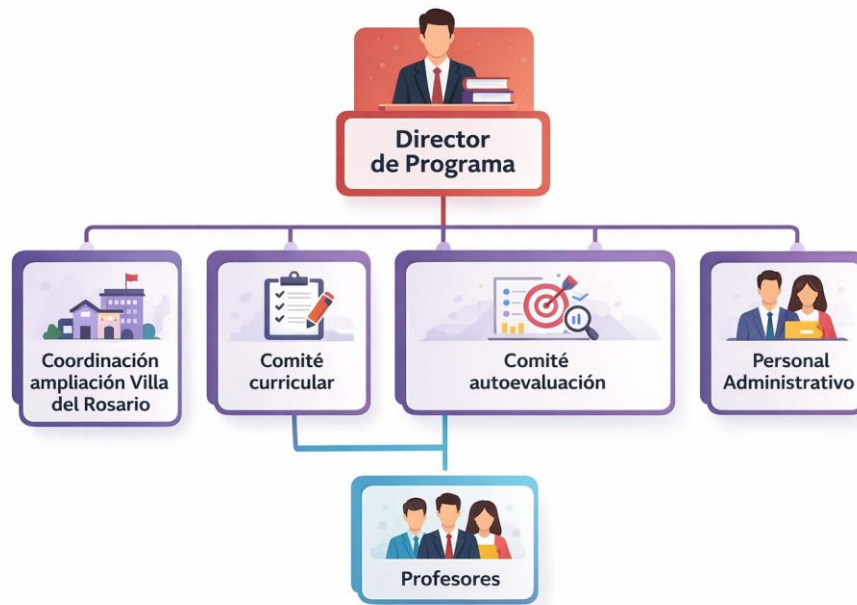 Director
de Programa
Coordinación
ampliación Villa
del Rosario
Comité
curricular
Comité
autoevaluación
Personal
Administrativo
Profesores